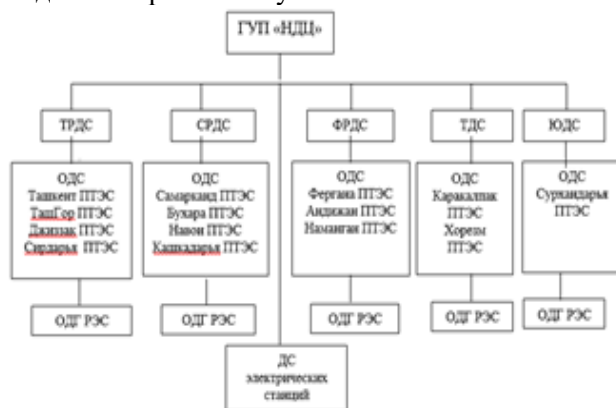 ГУП «НДЦ»
ТРДС
СРДС
ФРДС
ТДС
ЮДС
ОДС
Ташкент ПТЭС
ТашГор ПТЭС
Джиззак ПТЭС
Сирдарья ПТЭС
ОДС
Самарканд ПТЭС
Бухара ПТЭС
Навои ПТЭС
Кашкадарья ПТЭС
ОДС
Фергана ПТЭС
Андижан ПТЭС
Наманган ПТЭС
ОДС
Каракалпак
ПТЭС
Хорезм
ПТЭС
ОДС
Сурхандарья
ПТЭС
ОДГ РЭС
ОДГ РЭС
ОДГ РЭС
ОДГ РЭС
ОДГ РЭС
ДС
электрических
станций